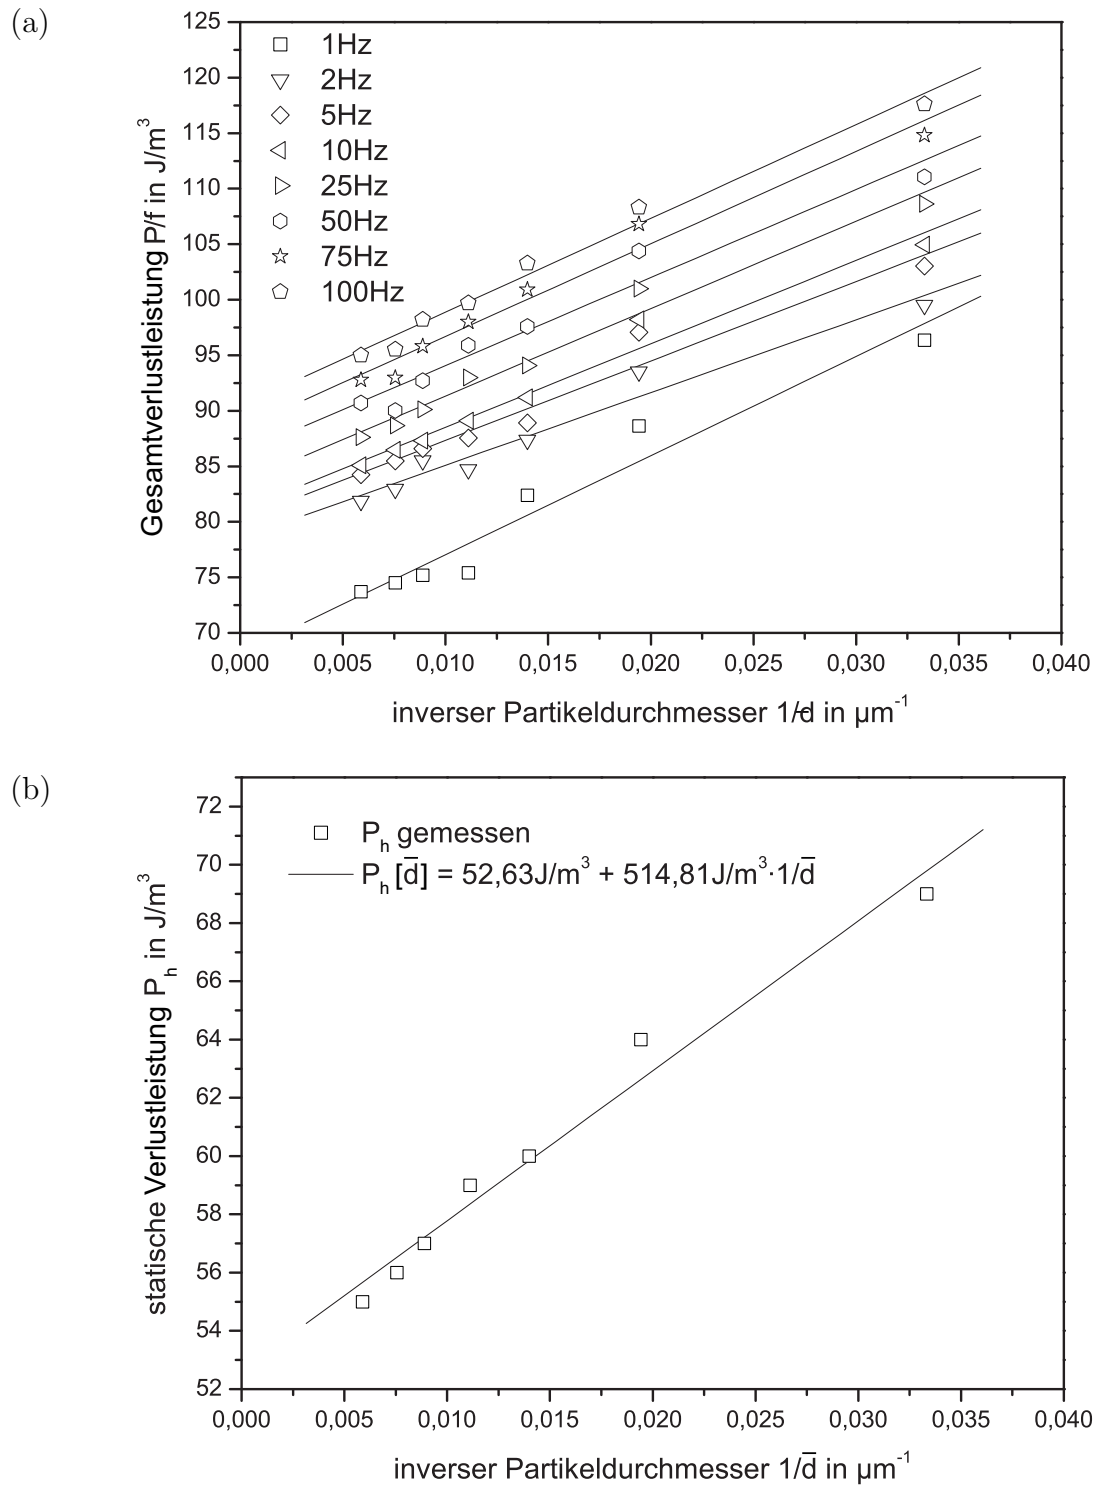 (a)
125
120
115
110
105
100
95
90
85
80
75
70
Gesamtverlustleistung P/f in J/m³
1Hz
2Hz
5Hz
10Hz
25Hz
50Hz
75Hz
100Hz
0,000 0,005 0,010 0,015 0,020 0,025 0,030 0,035 0,040
inverser Partikeldurchmesser 1/d̄ in µm⁻¹
(b)
72
70
68
66
64
62
60
58
56
54
52
statische Verlustleistung Pₕ in J/m³
Pₕ gemessen
Pₕ [d̄] = 52,63J/m³ + 514,81J/m³·1/d̄
0,000 0,005 0,010 0,015 0,020 0,025 0,030 0,035 0,040
inverser Partikeldurchmesser 1/d̄ in µm⁻¹